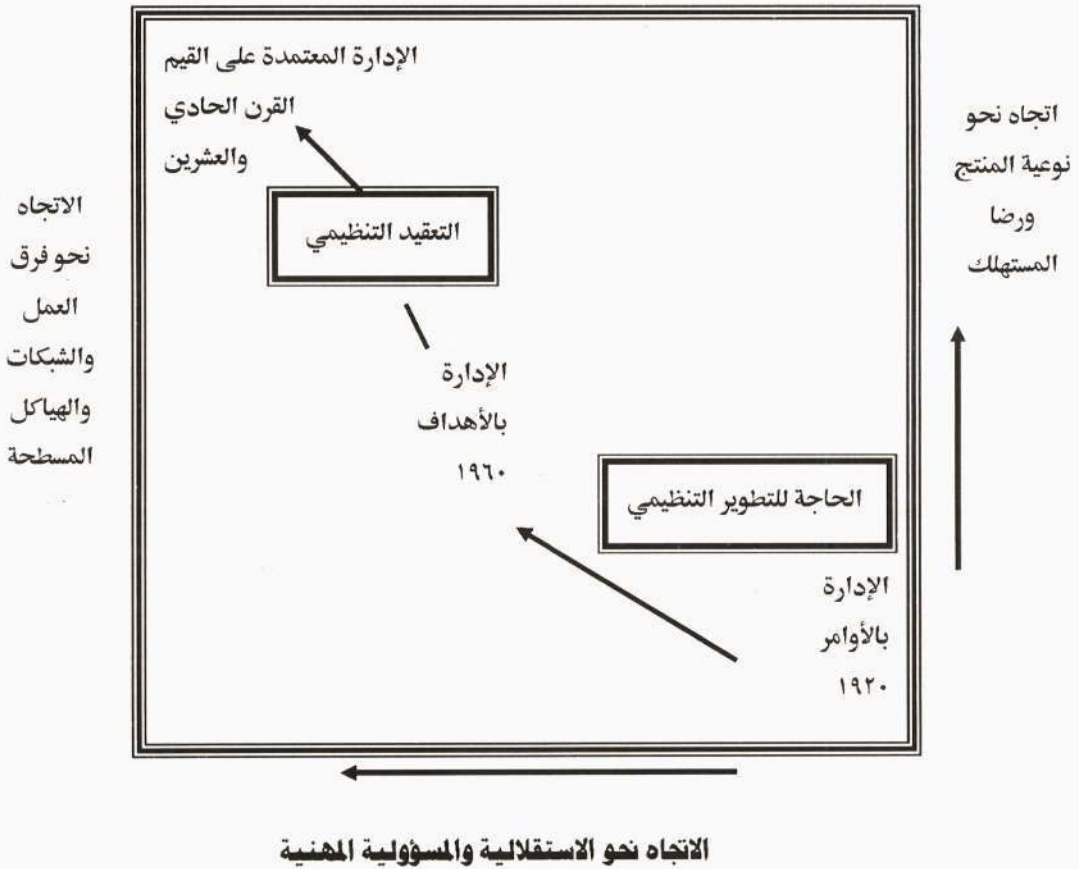 الإدارة المعتمدة على القيم
القرن الحادي
والعشرين
اتجاه نحو
نوعية المنتج
ورضا
المستهلك
التعقيد التنظيمي
الاتجاه
نحو فرق
العمل
والشبكات
والهياكل
المسطحة
الإدارة
بالأهداف
١٩٦٠
الحاجة للتطوير التنظيمي
الإدارة
بالأوامر
١٩٢٠
الاتجاه نحو الاستقلالية والمسؤولية المهنية